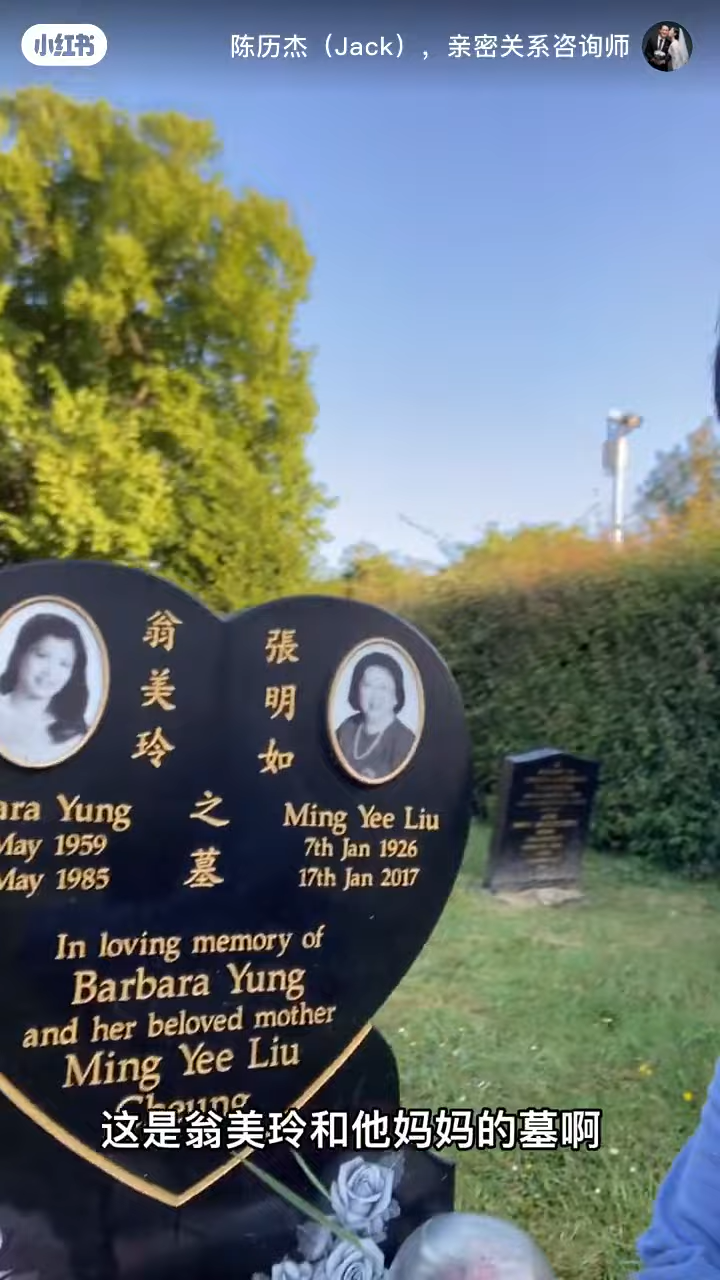 小红书
陈历杰（Jack），亲密关系咨询师
翁美玲
張明如
之墓
ara Yung
May 1959
May 1985
Ming Yee Liu
7th Jan 1926
17th Jan 2017
In loving memory of
Barbara Yung
and her beloved mother
Ming Yee Liu
Cheung
这是翁美玲和他妈妈的墓啊